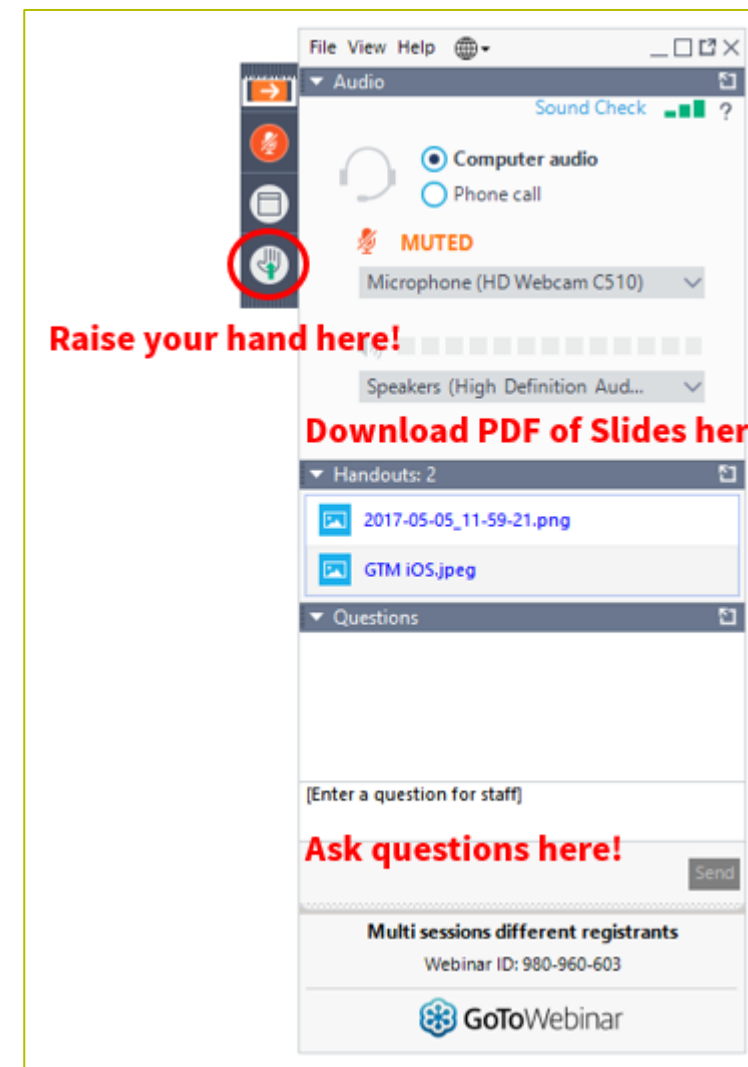 File View Help
Audio
Sound Check ?
Computer audio
Phone call
MUTED
Microphone (HD Webcam C510)
Raise your hand here!
Speakers (High Definition Aud...
Download PDF of Slides her
Handouts: 2
2017-05-05_11-59-21.png
GTM iOS.jpeg
Questions
[Enter a question for staff]
Ask questions here!
Send
Multi sessions different registrants
Webinar ID: 980-960-603
GoToWebinar